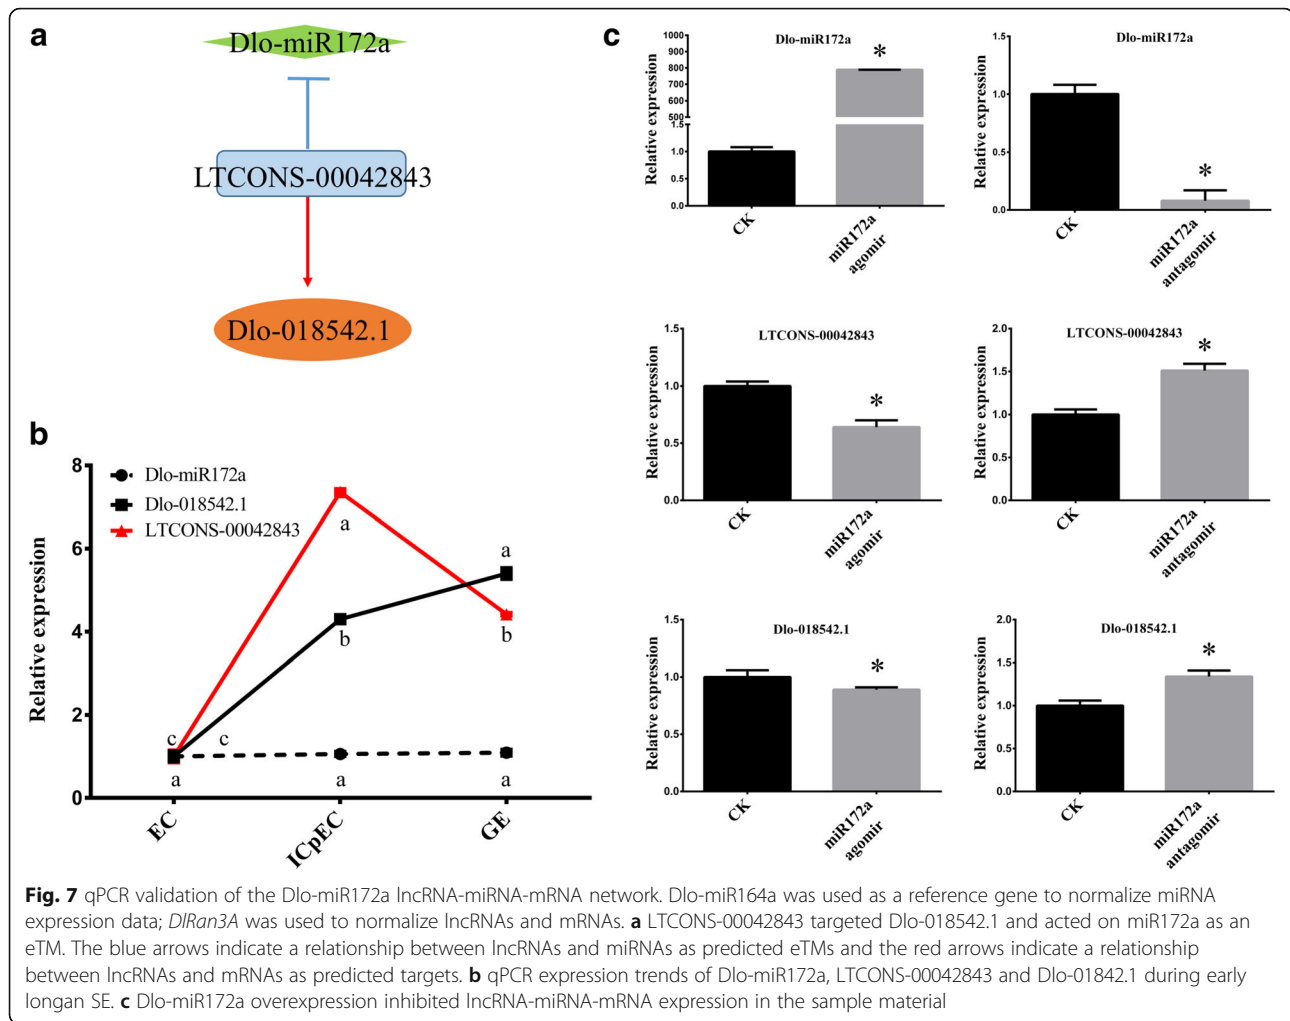 a
Dlo-miR172a
LTCONS-00042843
Dlo-018542.1
b
Relative expression
8
6
4
2
0
Dlo-miR172a
Dlo-018542.1
LTCONS-00042843
a
a
b
b
c c
a a a
EC ICpEC GE
c
Dlo-miR172a
Relative expression
1000
900
800
700
600
500
1.5
1.0
0.5
0.0
*
CK
miR172a
agomir
Dlo-miR172a
Relative expression
1.5
1.0
0.5
0.0
*
CK
miR172a
antagomir
LTCONS-00042843
Relative expression
1.5
1.0
0.5
0.0
*
CK
miR172a
agomir
LTCONS-00042843
Relative expression
2.0
1.5
1.0
0.5
0.0
*
CK
miR172a
antagomir
Dlo-018542.1
Relative expression
1.5
1.0
0.5
0.0
*
CK
miR172a
agomir
Dlo-018542.1
Relative expression
2.0
1.5
1.0
0.5
0.0
*
CK
miR172a
antagomir
Fig. 7 qPCR validation of the Dlo-miR172a lncRNA-miRNA-mRNA network. Dlo-miR164a was used as a reference gene to normalize miRNA
expression data; DlRan3A was used to normalize lncRNAs and mRNAs. a LTCONS-00042843 targeted Dlo-018542.1 and acted on miR172a as an
eTM. The blue arrows indicate a relationship between lncRNAs and miRNAs as predicted eTMs and the red arrows indicate a relationship
between lncRNAs and mRNAs as predicted targets. b qPCR expression trends of Dlo-miR172a, LTCONS-00042843 and Dlo-01842.1 during early
longan SE. c Dlo-miR172a overexpression inhibited lncRNA-miRNA-mRNA expression in the sample material